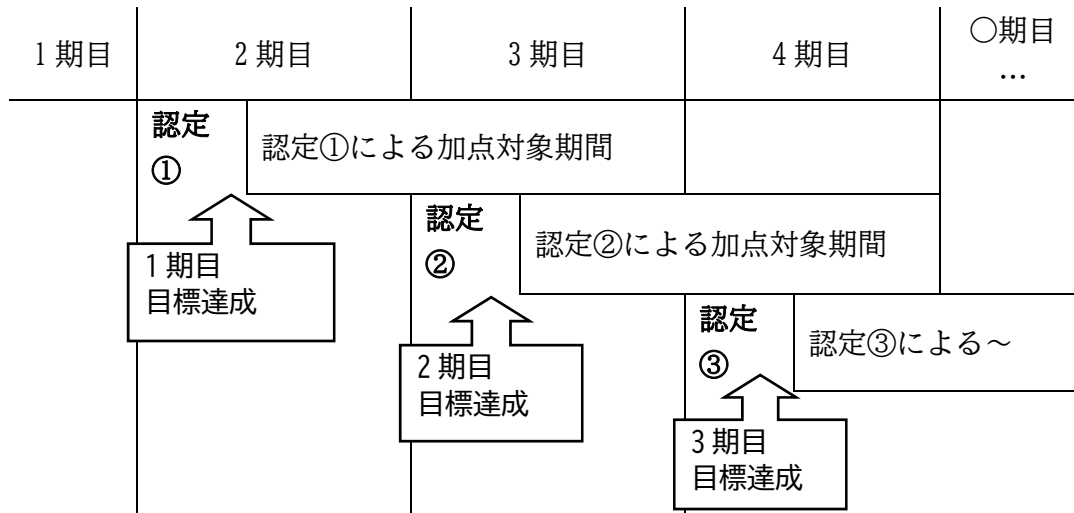 1期目
2期目
3期目
4期目
○期目
…
認定
①
認定①による加点対象期間
1期目
目標達成
認定
②
認定②による加点対象期間
2期目
目標達成
認定
③
認定③による～
3期目
目標達成